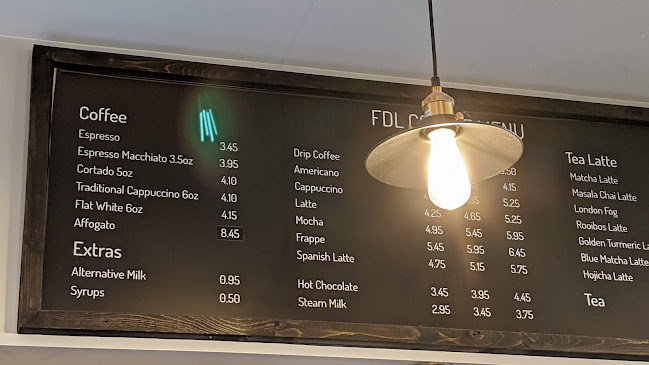 FDL
Coffee
Espresso 3.45
Espresso Macchiato 3.5oz 3.95
Cortado 5oz 4.10
Traditional Cappuccino 6oz 4.10
Flat White 6oz 4.15
Affogato 8.45
Extras
Alternative Milk 0.95
Syrups 0.50
Drip Coffee
Americano 4.15
Cappuccino 5.25
Latte 4.25 4.65 5.25
Mocha 4.95 5.45 5.95
Frappe 5.45 5.95 6.45
Spanish Latte 4.75 5.15 5.75
Hot Chocolate 3.45 3.95 4.45
Steam Milk 2.95 3.45 3.75
Tea Latte
Matcha Latte
Masala Chai Latte
London Fog
Rooibos Latte
Golden Turmeric
Blue Matcha Latte
Hojicha Latte
Tea